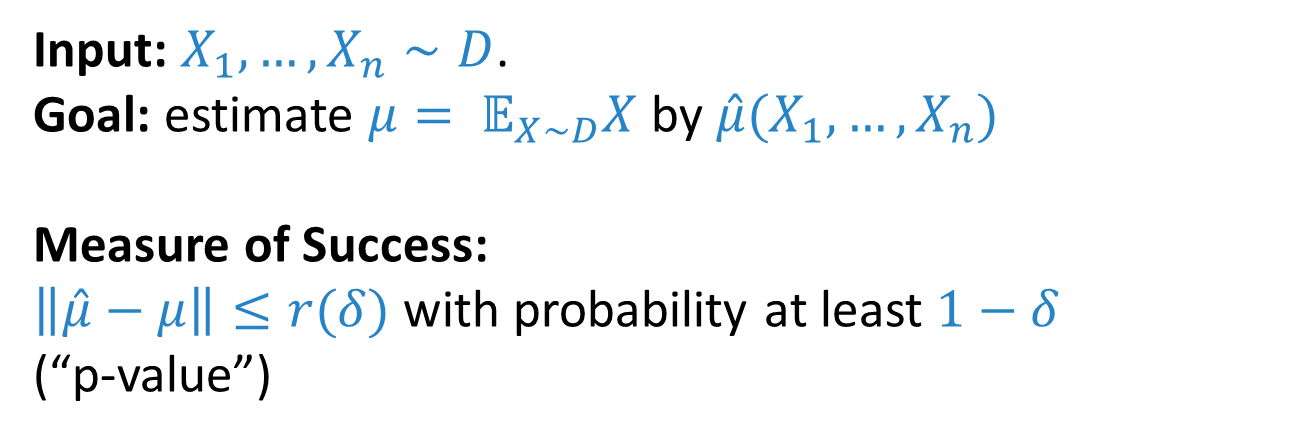 Input: X₁, … , Xₙ ~ D.
Goal: estimate μ = 𝔼_{X~D}X by μ̂(X₁, … , Xₙ)
Measure of Success:
‖μ̂ − μ‖ ≤ r(δ) with probability at least 1 − δ
(“p-value”)